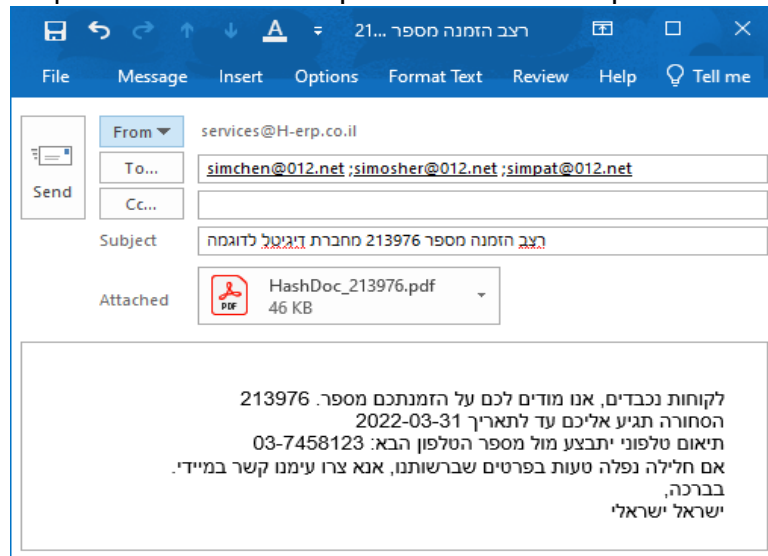 רצב הזמנה מספר ...21
File Message Insert Options Format Text Review Help Tell me
Send
From services@H-erp.co.il
To... simchen@012.net ;simosher@012.net ;simpat@012.net
Cc...
Subject רצב הזמנה מספר 213976 מחברת דיגיטל לדוגמה
Attached HashDoc_213976.pdf
PDF 46 KB
לקוחות נכבדים, אנו מודים לכם על הזמנתכם מספר. 213976
הסחורה תגיע אליכם עד לתאריך 2022-03-31
תיאום טלפוני יתבצע מול מספר הטלפון הבא: 03-7458123
אם חלילה נפלה טעות בפרטים שברשותנו, אנא צרו עימנו קשר במיידי.
בברכה,
ישראל ישראלי